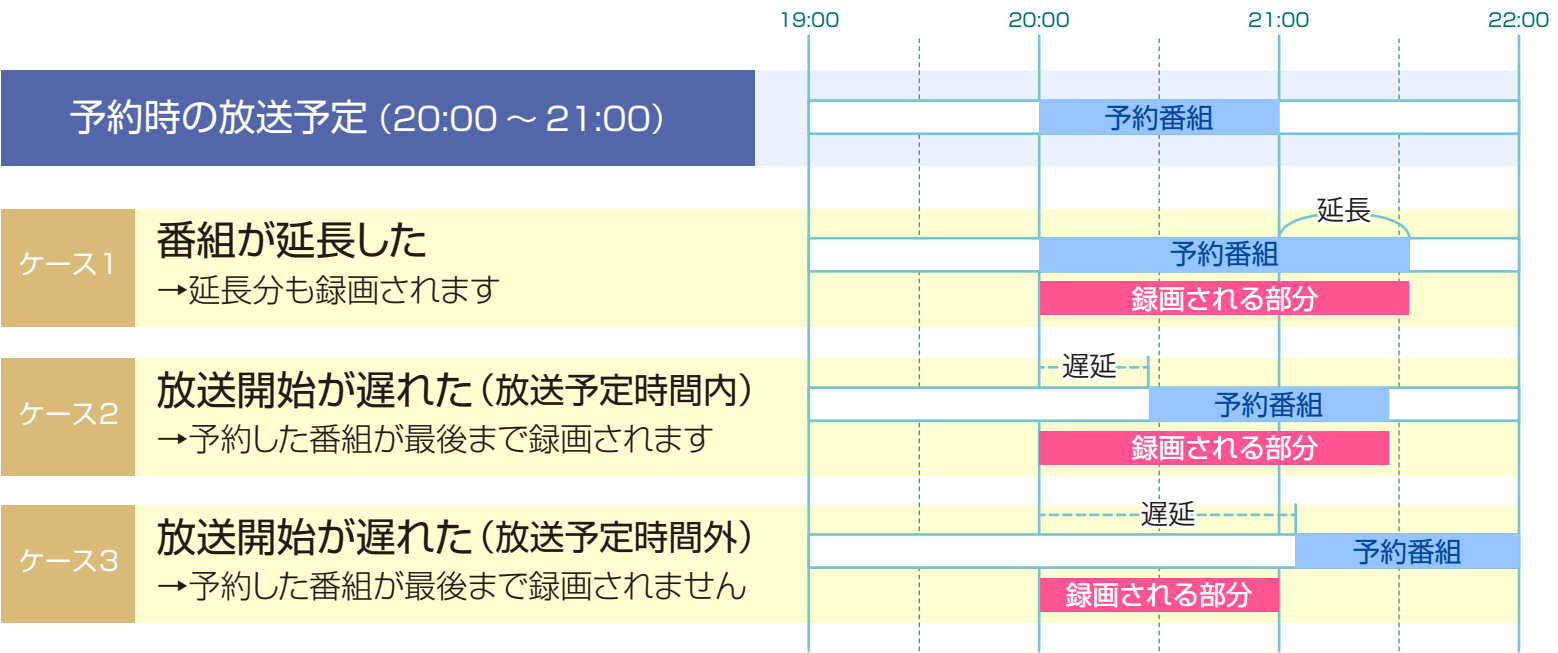 19:00 20:00 21:00 22:00
予約時の放送予定（20:00 ～ 21:00）
予約番組
ケース1
番組が延長した
→延長分も録画されます
延長
予約番組
録画される部分
ケース2
放送開始が遅れた（放送予定時間内）
→予約した番組が最後まで録画されます
遅延
予約番組
録画される部分
ケース3
放送開始が遅れた（放送予定時間外）
→予約した番組が最後まで録画されません
遅延
予約番組
録画される部分